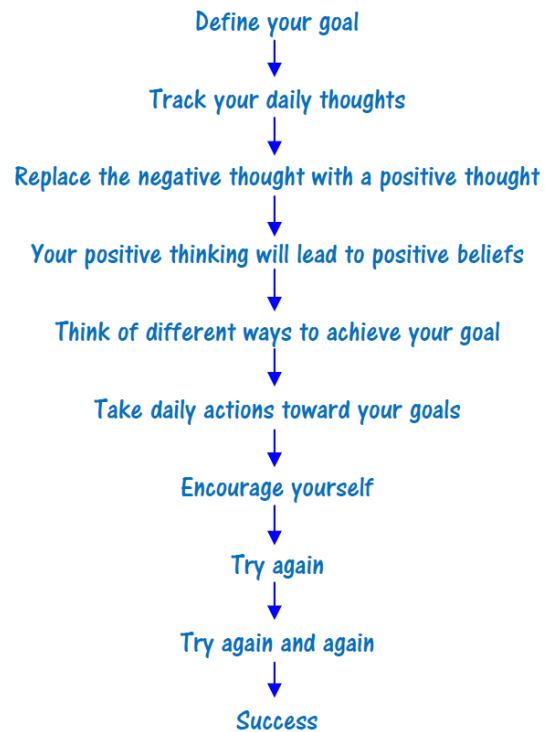 Define your goal
Track your daily thoughts
Replace the negative thought with a positive thought
Your positive thinking will lead to positive beliefs
Think of different ways to achieve your goal
Take daily actions toward your goals
Encourage yourself
Try again
Try again and again
Success